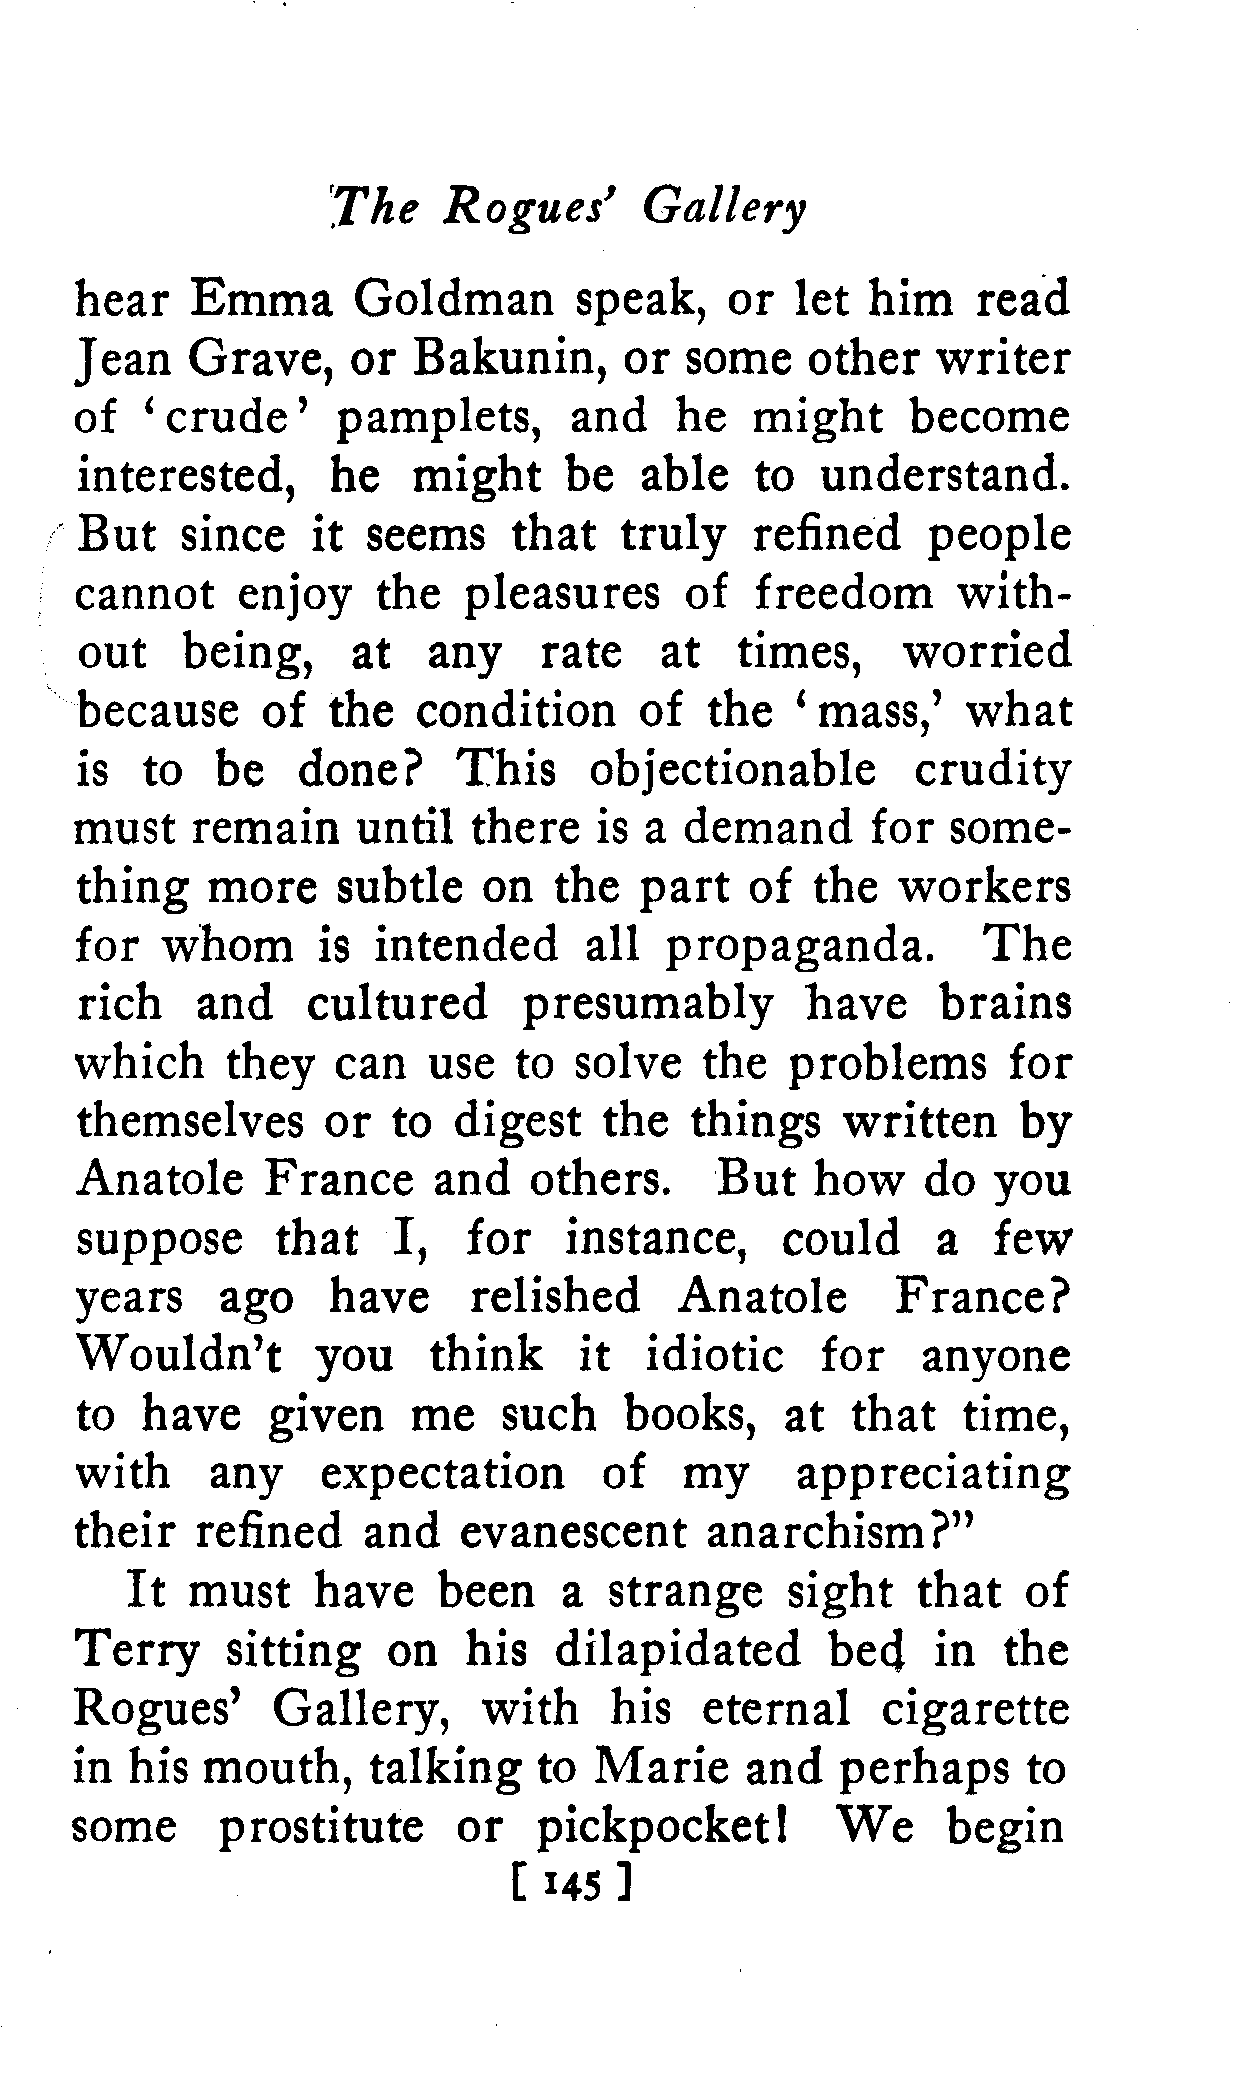 The Rogues' Gallery
hear Emma Goldman speak, or let him read
Jean Grave, or Bakunin, or some other writer
of ‘crude’ pamplets, and he might become
interested, he might be able to understand.
But since it seems that truly refined people
cannot enjoy the pleasures of freedom with-
out being, at any rate at times, worried
because of the condition of the ‘mass,’ what
is to be done? This objectionable crudity
must remain until there is a demand for some-
thing more subtle on the part of the workers
for whom is intended all propaganda. The
rich and cultured presumably have brains
which they can use to solve the problems for
themselves or to digest the things written by
Anatole France and others. But how do you
suppose that I, for instance, could a few
years ago have relished Anatole France?
Wouldn't you think it idiotic for anyone
to have given me such books, at that time,
with any expectation of my appreciating
their refined and evanescent anarchism?”
It must have been a strange sight that of
Terry sitting on his dilapidated bed in the
Rogues' Gallery, with his eternal cigarette
in his mouth, talking to Marie and perhaps to
some prostitute or pickpocket! We begin
[ 145 ]